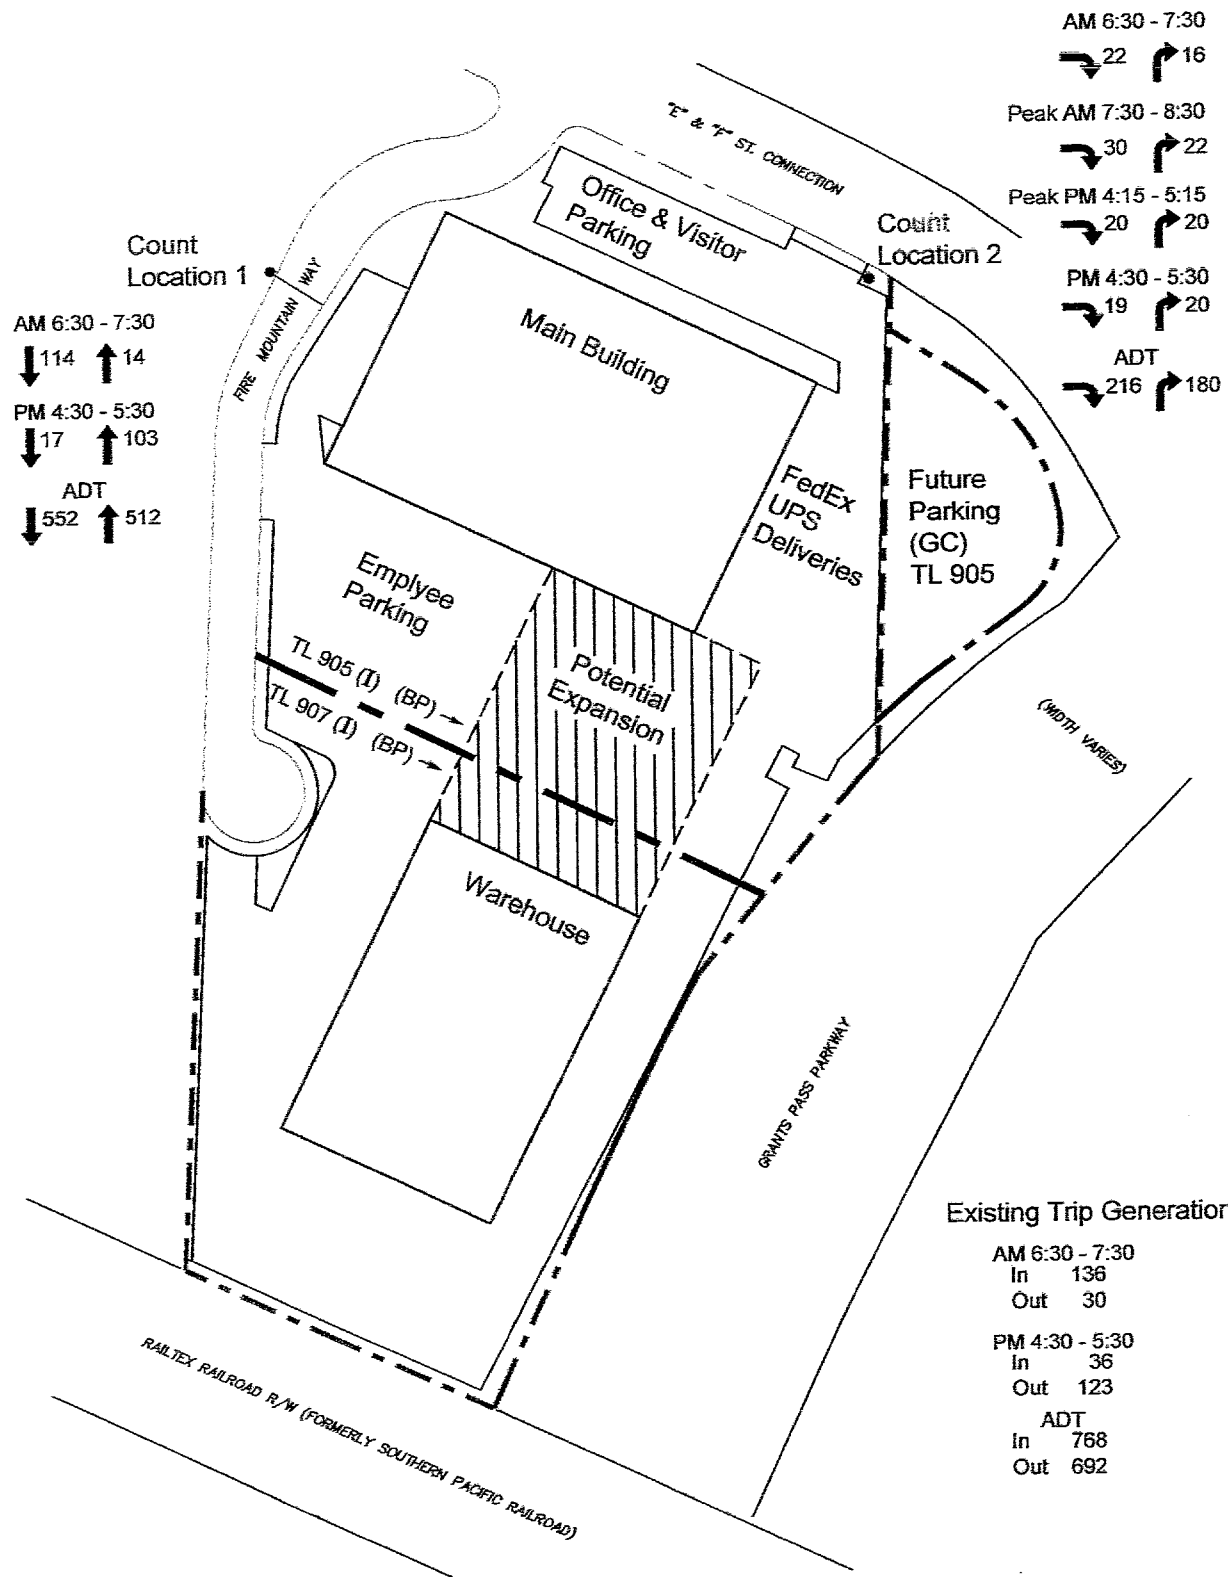 AM 6:30 - 7:30
22 16
Peak AM 7:30 - 8:30
30 22
Peak PM 4:15 - 5:15
20 20
PM 4:30 - 5:30
19 20
ADT
216 180
"E" & "F" ST. CONNECTION
Office & Visitor
Parking
Count
Location 2
Count
Location 1
FIRE MOUNTAIN WAY
AM 6:30 - 7:30
114 14
PM 4:30 - 5:30
17 103
ADT
552 512
Main Building
FedEx
UPS
Deliveries
Future
Parking
(GC)
TL 905
Emplyee
Parking
TL 905 (I) (BP)
TL 907 (I) (BP)
Potential
Expansion
(WIDTH VARIES)
Warehouse
GRANTS PASS PARKWAY
RAILTEX RAILROAD R/W (FORMERLY SOUTHERN PACIFIC RAILROAD)
Existing Trip Generation
AM 6:30 - 7:30
In 136
Out 30
PM 4:30 - 5:30
In 36
Out 123
ADT
In 768
Out 692